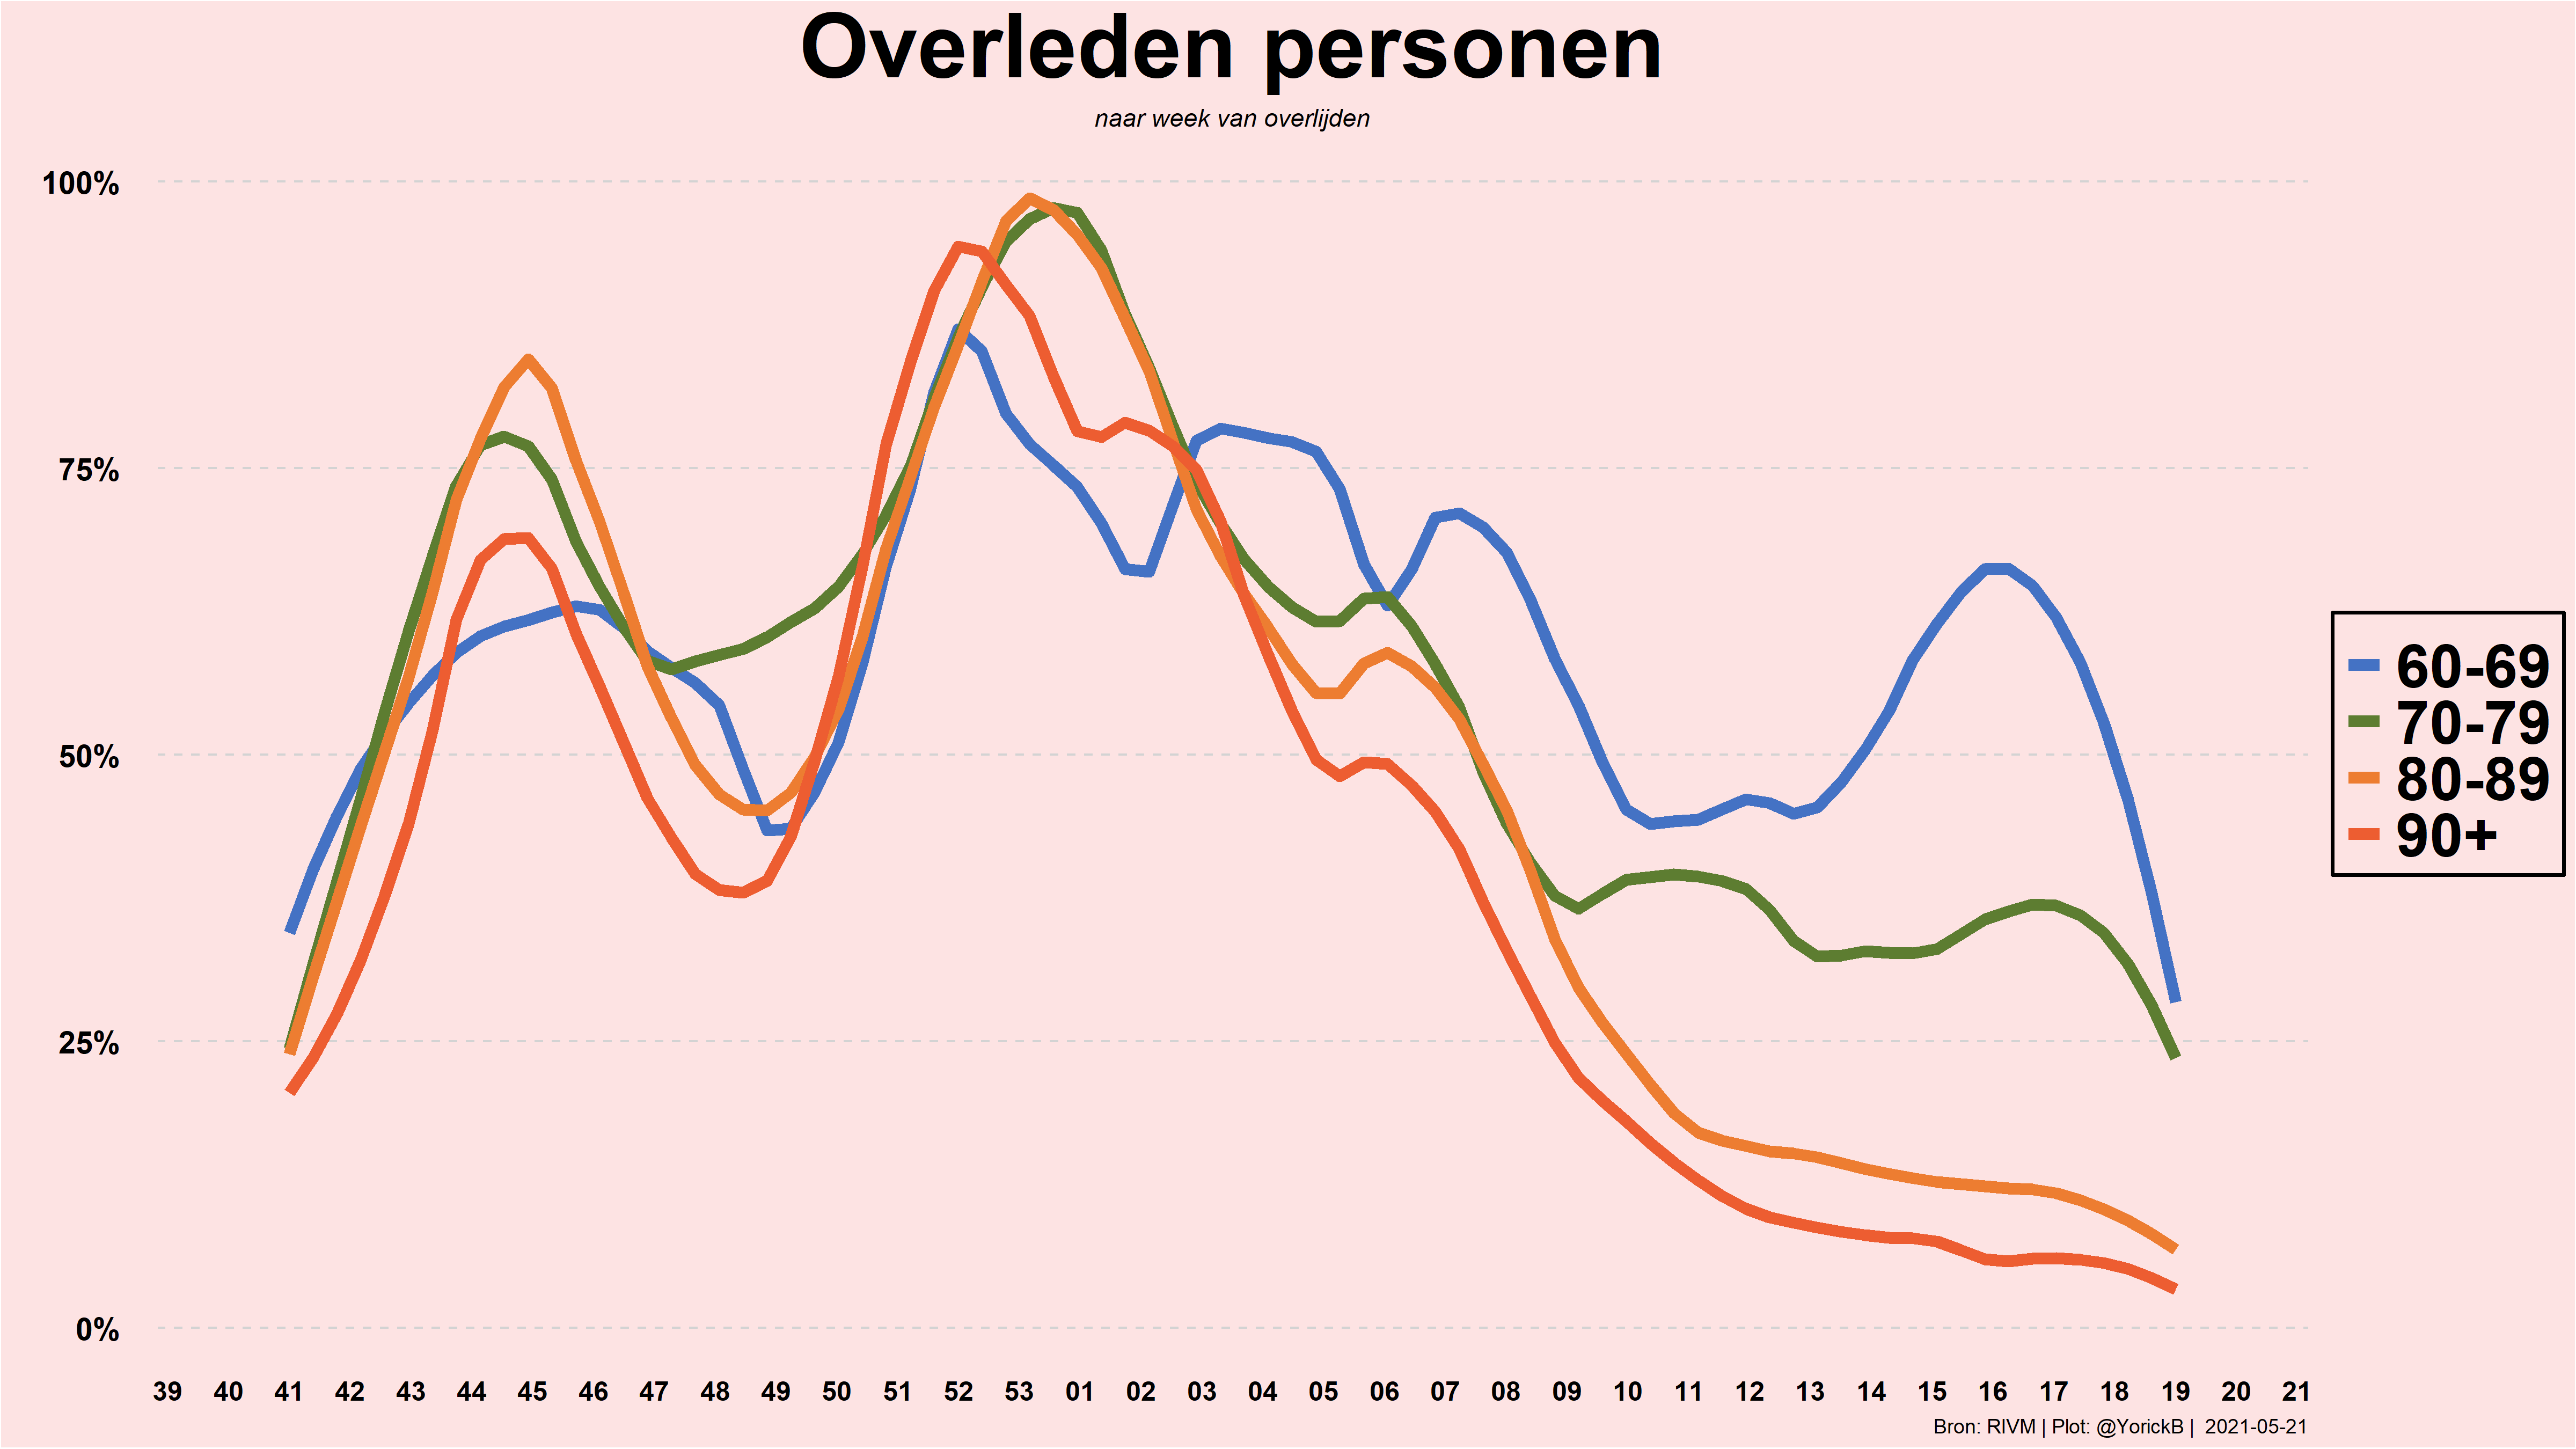 Overleden personen
naar week van overlijden
100%
75%
50%
25%
0%
60-69
70-79
80-89
90+
39 40 41 42 43 44 45 46 47 48 49 50 51 52 53 01 02 03 04 05 06 07 08 09 10 11 12 13 14 15 16 17 18 19 20 21
Bron: RIVM | Plot: @YorickB | 2021-05-21